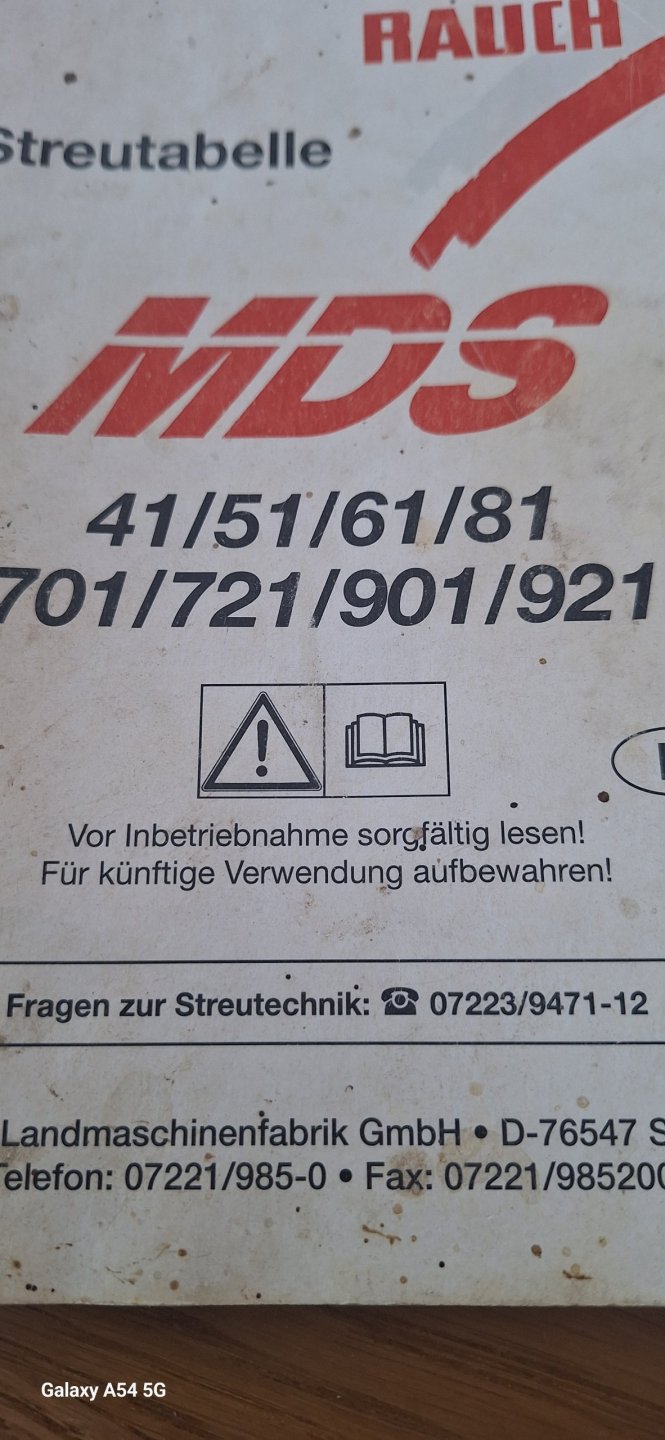 RAUCH
Streutabelle
MDS
41/51/61/81
701/721/901/921
Vor Inbetriebnahme sorgfältig lesen!
Für künftige Verwendung aufbewahren!
Fragen zur Streutechnik: ☎ 07223/9471-12
Landmaschinenfabrik GmbH • D-76547 S
Telefon: 07221/985-0 • Fax: 07221/985200
Galaxy A54 5G